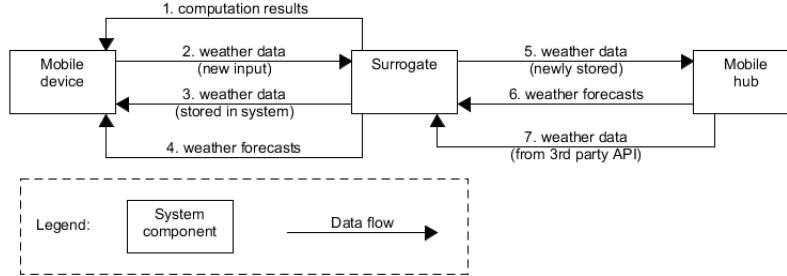 1. computation results
Mobile
device
2. weather data
(new input)
Surrogate
5. weather data
(newly stored)
Mobile
hub
3. weather data
(stored in system)
6. weather forecasts
4. weather forecasts
7. weather data
(from 3rd party API)
Legend:
System
component
Data flow